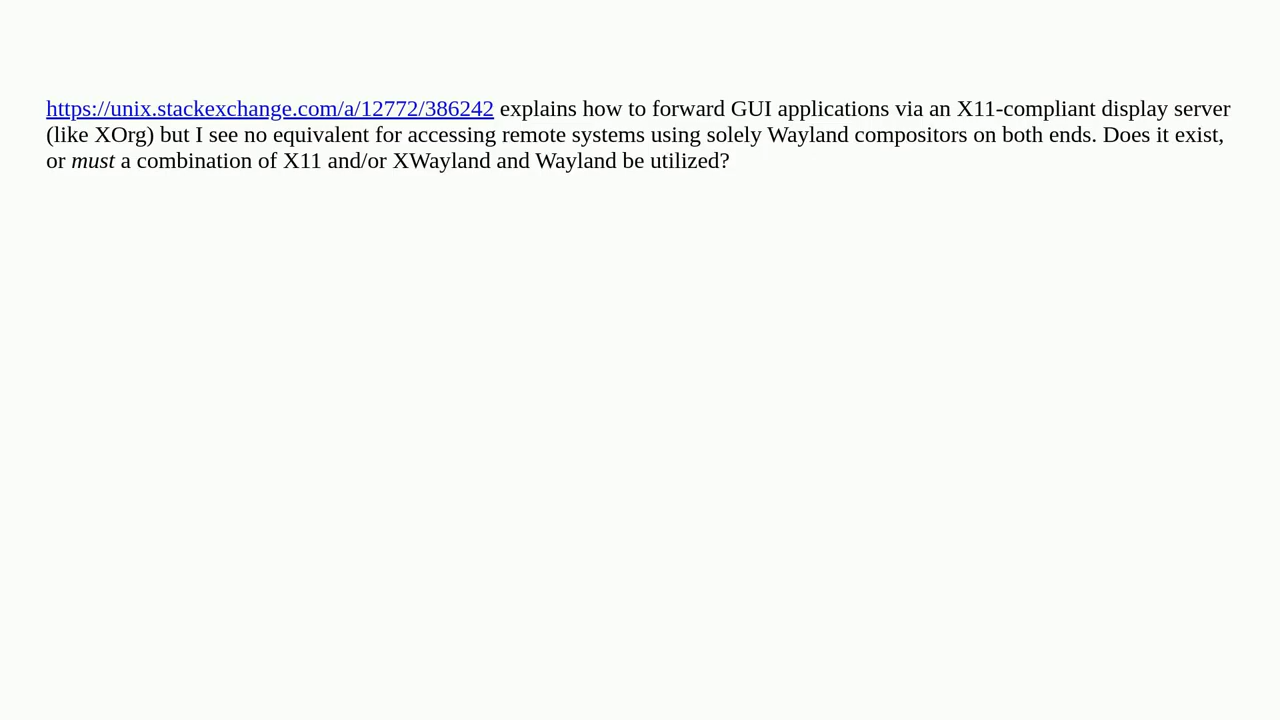 https://unix.stackexchange.com/a/12772/386242 explains how to forward GUI applications via an X11-compliant display server
(like XOrg) but I see no equivalent for accessing remote systems using solely Wayland compositors on both ends. Does it exist,
or must a combination of X11 and/or XWayland and Wayland be utilized?